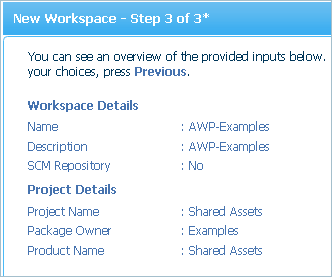 New Workspace - Step 3 of 3*
You can see an overview of the provided inputs below.
your choices, press Previous.
Workspace Details
Name : AWP-Examples
Description : AWP-Examples
SCM Repository : No
Project Details
Project Name : Shared Assets
Package Owner : Examples
Product Name : Shared Assets